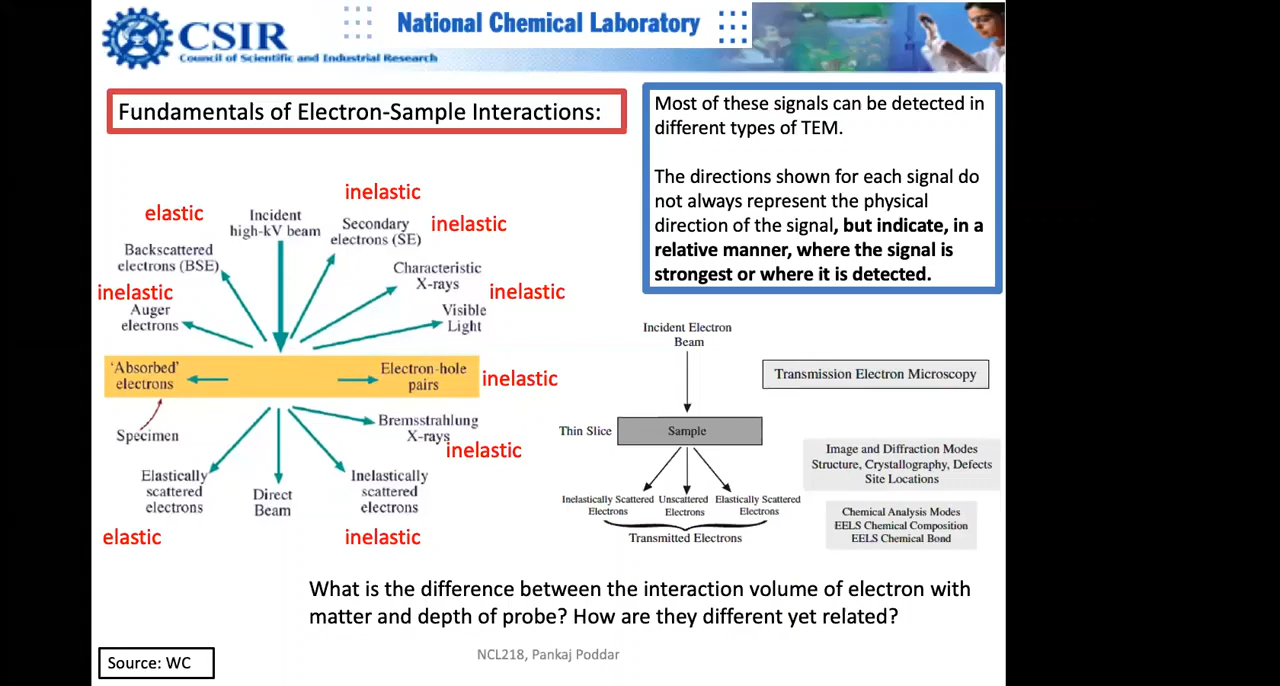 CSIR
Council of Scientific and Industrial Research
National Chemical Laboratory
Fundamentals of Electron-Sample Interactions:
Most of these signals can be detected in
different types of TEM.
The directions shown for each signal do
not always represent the physical
direction of the signal, but indicate, in a
relative manner, where the signal is
strongest or where it is detected.
inelastic
elastic
Incident
high-kV beam
Secondary
electrons (SE)
inelastic
Backscattered
electrons (BSE)
Characteristic
X-rays
inelastic
inelastic
Auger
electrons
Visible
Light
'Absorbed'
electrons
Electron-hole
pairs
inelastic
Specimen
Bremsstrahlung
X-rays
inelastic
Elastically
scattered
electrons
Direct
Beam
Inelastically
scattered
electrons
elastic
inelastic
Incident Electron
Beam
Thin Slice
Sample
Inelastically Scattered
Electrons
Unscattered
Electrons
Elastically Scattered
Electrons
Transmitted Electrons
Transmission Electron Microscopy
Image and Diffraction Modes
Structure, Crystallography, Defects
Site Locations
Chemical Analysis Modes
EELS Chemical Composition
EELS Chemical Bond
What is the difference between the interaction volume of electron with
matter and depth of probe? How are they different yet related?
NCL218, Pankaj Poddar
Source: WC